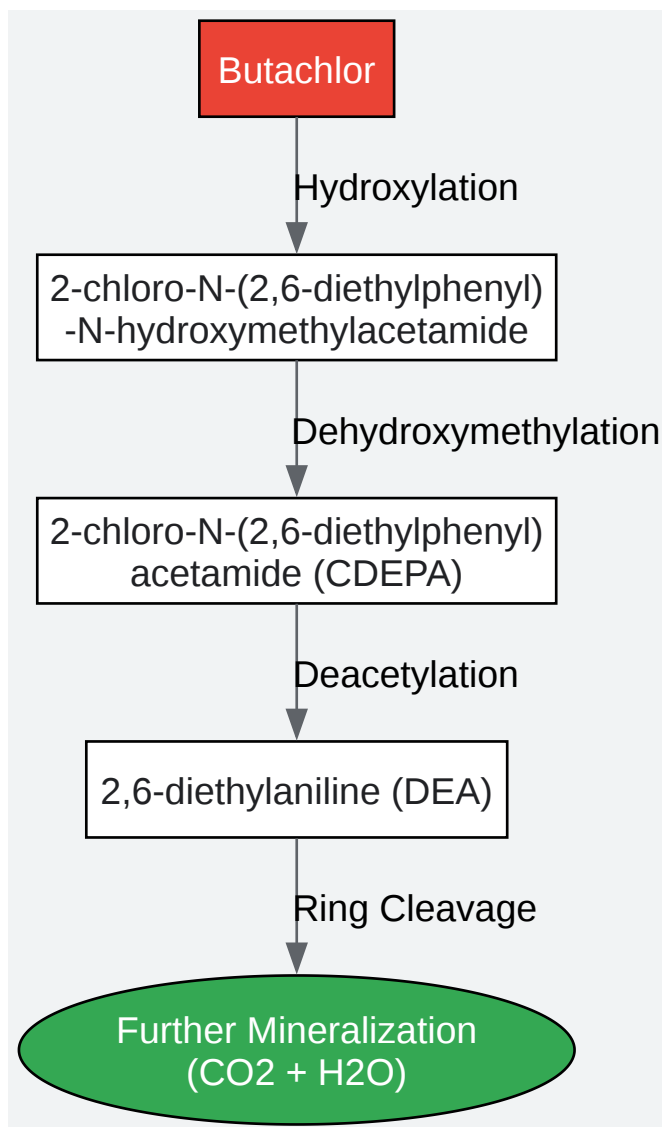 Butachlor
Hydroxylation
2-chloro-N-(2,6-diethylphenyl)
-N-hydroxymethylacetamide
Dehydroxymethylation
2-chloro-N-(2,6-diethylphenyl)
acetamide (CDEPA)
Deacetylation
2,6-diethylaniline (DEA)
Ring Cleavage
Further Mineralization
(CO2 + H2O)